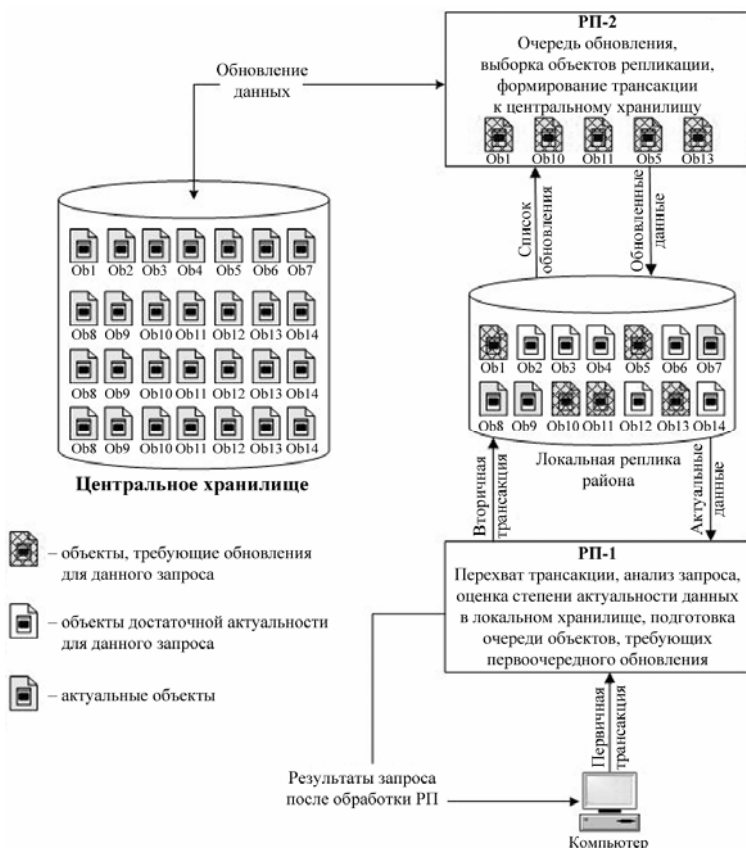 РП-2
Очередь обновления,
выборка объектов репликации,
формирование трансакции
к центральному хранилищу
Ob1 Ob10 Ob11 Ob5 Ob13
Обновление
данных
Список
обновления
Обновленные
данные
Ob1 Ob2 Ob3 Ob4 Ob5 Ob6 Ob7
Ob8 Ob9 Ob10 Ob11 Ob12 Ob13 Ob14
Ob8 Ob9 Ob10 Ob11 Ob12 Ob13 Ob14
Ob8 Ob9 Ob10 Ob11 Ob12 Ob13 Ob14
Центральное хранилище
Ob1 Ob2 Ob3 Ob4 Ob5 Ob6 Ob7
Ob8 Ob9 Ob10 Ob11 Ob12 Ob13 Ob14
Локальная реплика
района
Вторичная
трансакция
Актуальные
данные
– объекты, требующие обновления
для данного запроса
– объекты достаточной актуальности
для данного запроса
– актуальные объекты
РП-1
Перехват трансакции, анализ запроса,
оценка степени актуальности данных
в локальном хранилище, подготовка
очереди объектов, требующих
первоочередного обновления
Первичная
трансакция
Результаты запроса
после обработки РП
Компьютер